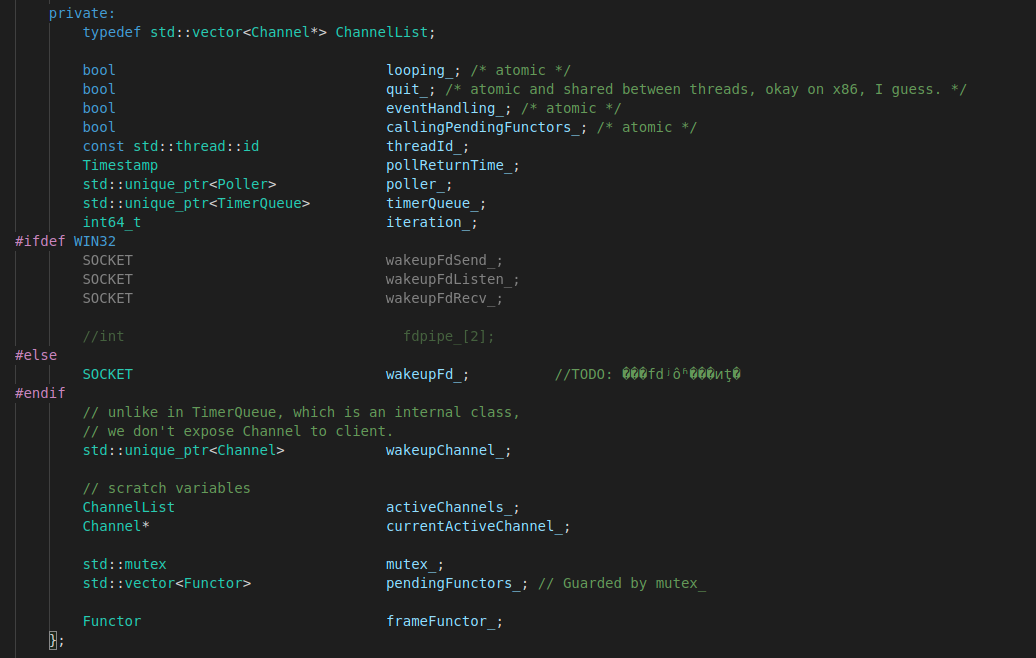 private:
typedef std::vector<Channel*> ChannelList;
bool looping_; /* atomic */
bool quit_; /* atomic and shared between threads, okay on x86, I guess. */
bool eventHandling_; /* atomic */
bool callingPendingFunctors_; /* atomic */
const std::thread::id threadId_;
Timestamp pollReturnTime_;
std::unique_ptr<Poller> poller_;
std::unique_ptr<TimerQueue> timerQueue_;
int64_t iteration_;
#ifdef WIN32
SOCKET wakeupFdSend_;
SOCKET wakeupFdListen_;
SOCKET wakeupFdRecv_;
//int fdpipe_[2];
#else
SOCKET wakeupFd_; //TODO: ���fdʲôʱ���ͷţ�
#endif
// unlike in TimerQueue, which is an internal class,
// we don't expose Channel to client.
std::unique_ptr<Channel> wakeupChannel_;
// scratch variables
ChannelList activeChannels_;
Channel* currentActiveChannel_;
std::mutex mutex_;
std::vector<Functor> pendingFunctors_; // Guarded by mutex_
Functor frameFunctor_;
};